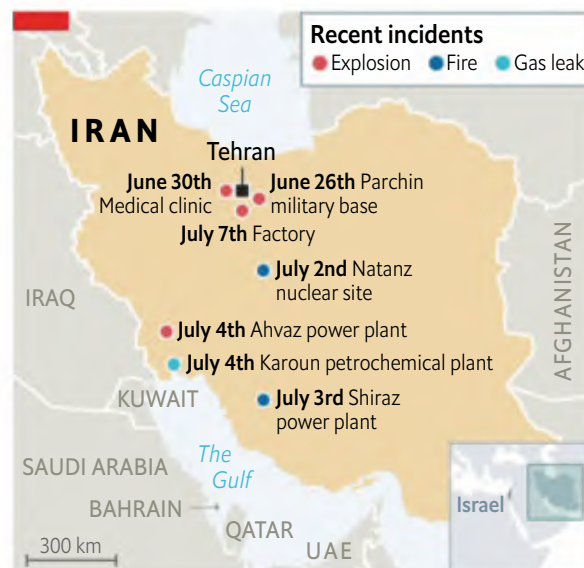 Recent incidents
Explosion Fire Gas leak
Caspian
Sea
IRAN
Tehran
June 30th
Medical clinic
June 26th Parchin
military base
July 7th Factory
July 2nd Natanz
nuclear site
IRAQ
AFGHANISTAN
July 4th Ahvaz power plant
July 4th Karoun petrochemical plant
KUWAIT
July 3rd Shiraz
power plant
SAUDI ARABIA
The
Gulf
BAHRAIN
QATAR
UAE
Israel
300 km